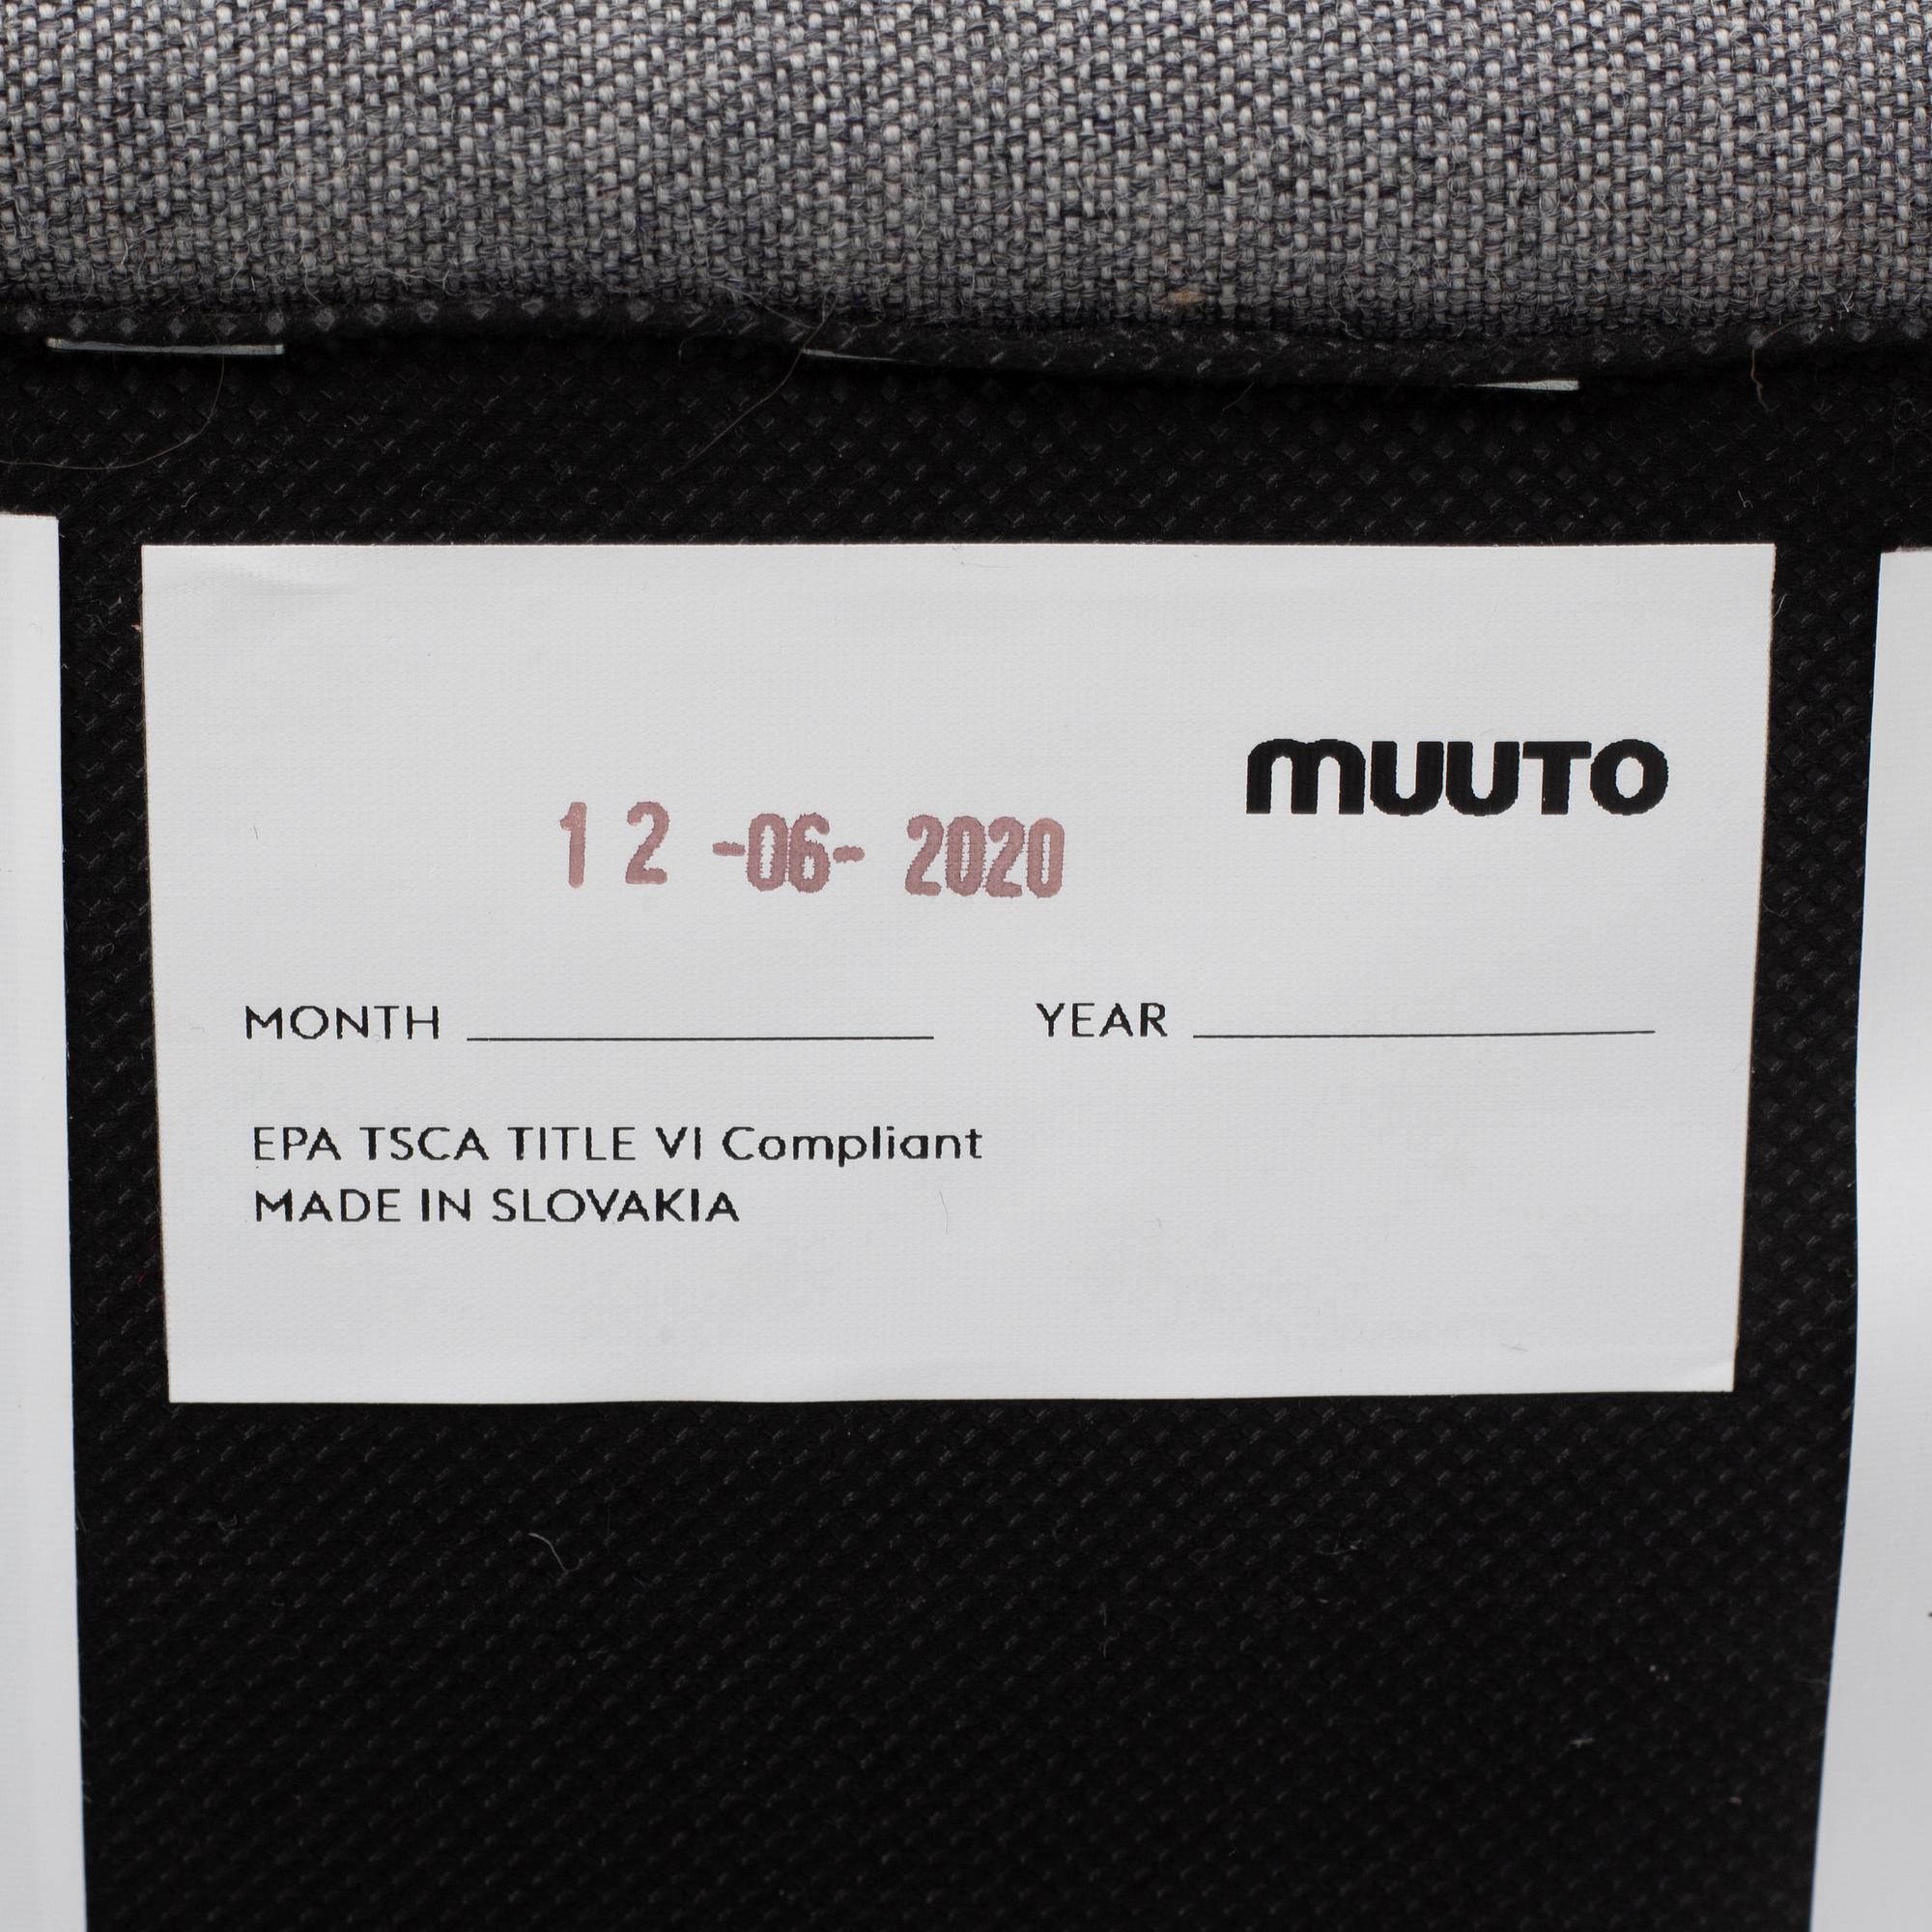 muuto
12 -06- 2020
MONTH YEAR
EPA TSCA TITLE VI Compliant
MADE IN SLOVAKIA